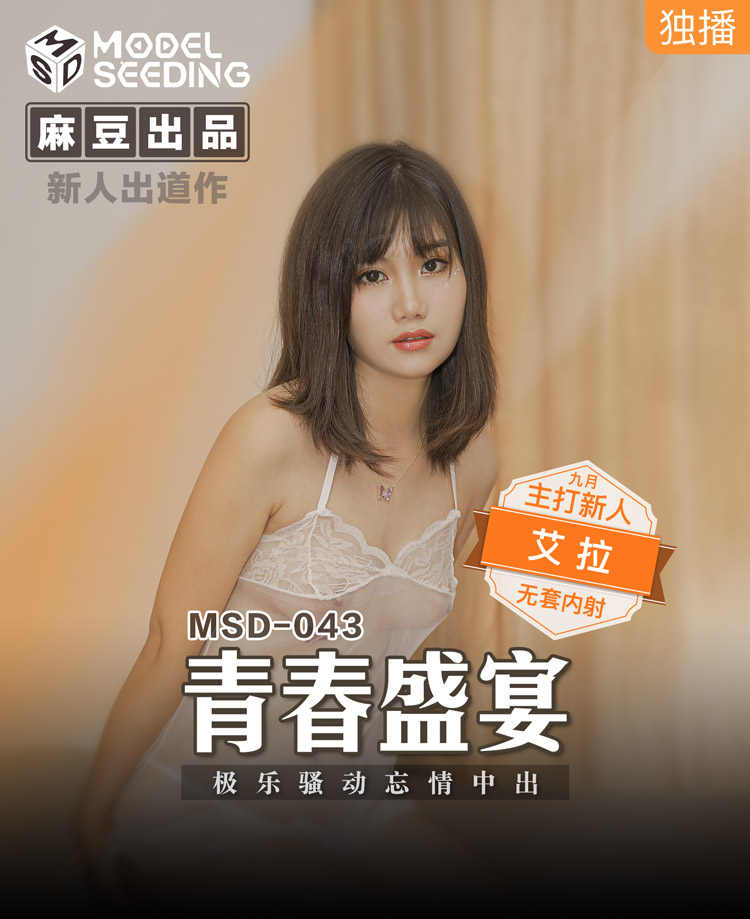 独播
MSD
MODEL
SEEDING
麻豆出品
新人出道作
九月
主打新人
艾拉
无套内射
MSD-043
青春盛宴
极乐骚动忘情中出